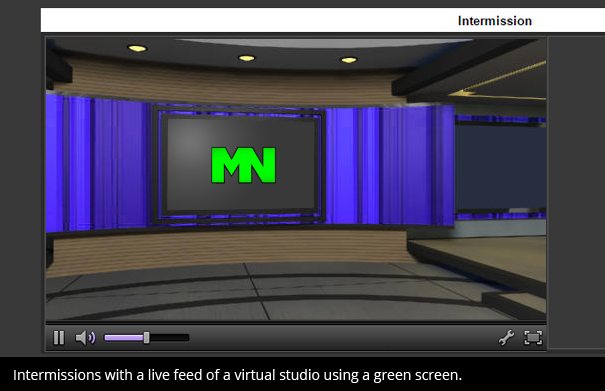 Intermission
MN
Intermissions with a live feed of a virtual studio using a green screen.